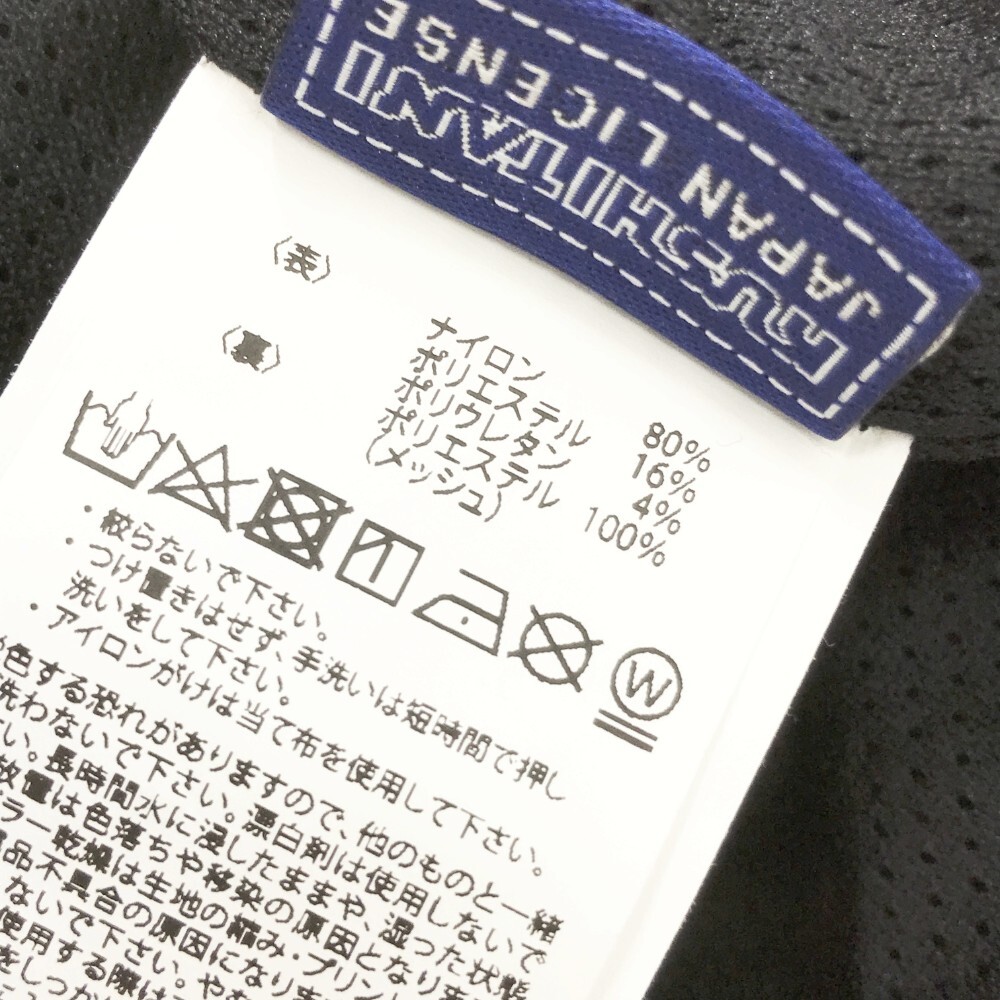 JAPAN LICENSE
〈表〉
ナイロン 80%
ポリエステル 16%
ポリウレタン 4%
〈裏〉
ポリエステル 100%
(メッシュ)
W
・絞らないで下さい。
・つけ置きはせず、手洗いは短時間で押し
洗いをして下さい。
・アイロンがけは当て布を使用して下さい。
色する恐れがありますので、他のものと一緒
洗わないで下さい。漂白剤は使用しないで
い。長時間水に浸したままや、湿った状態
放置は色落ちや移染の原因となりま
ラー乾燥は生地の縮み・プリン
品不具合の原因になりま
ないで下さい。
使用する際は